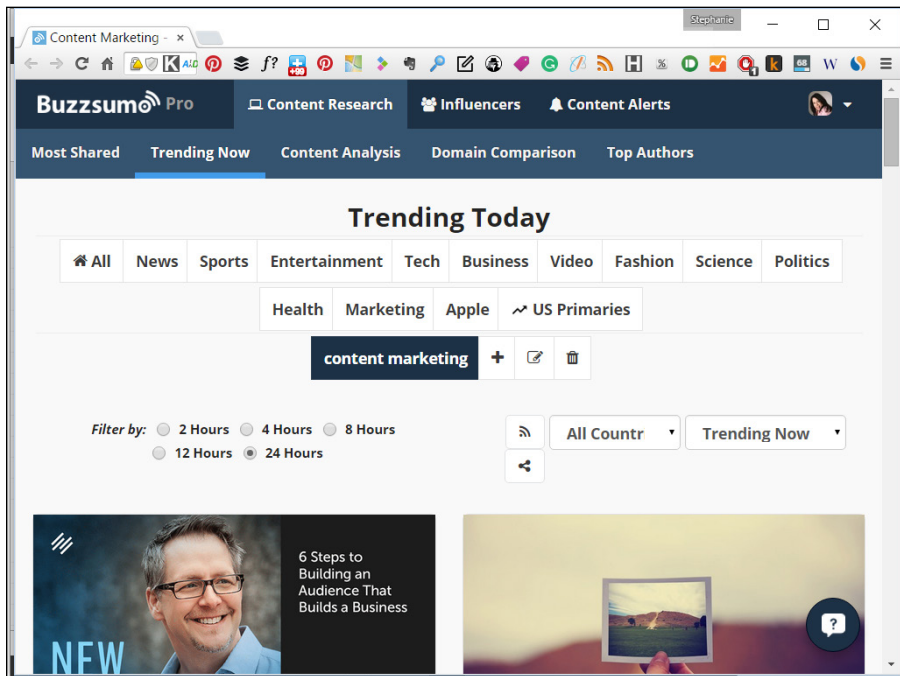 Stephanie
Content Marketing - ×
f?
+99
68
W
Buzzsumo Pro
Content Research
Influencers
Content Alerts
Most Shared
Trending Now
Content Analysis
Domain Comparison
Top Authors
Trending Today
All
News
Sports
Entertainment
Tech
Business
Video
Fashion
Science
Politics
Health
Marketing
Apple
US Primaries
content marketing
Filter by:
2 Hours
4 Hours
8 Hours
12 Hours
24 Hours
All Countr
Trending Now
6 Steps to
Building an
Audience That
Builds a Business
NEW
?